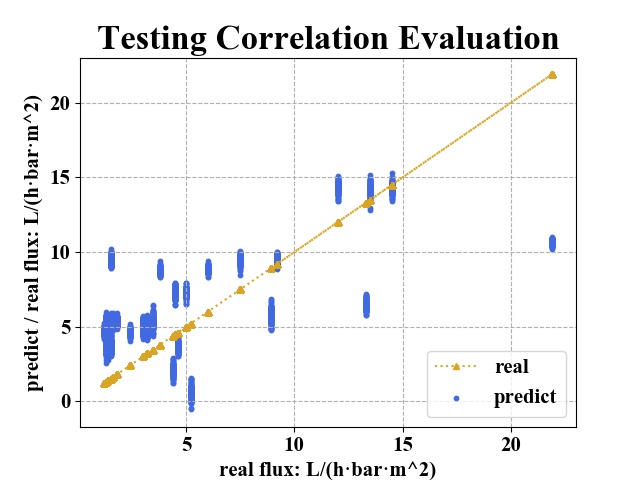 Testing Correlation Evaluation
predict / real flux: L/(h·bar·m^2)
20
15
10
5
0
5
10
15
20
real flux: L/(h·bar·m^2)
real
predict